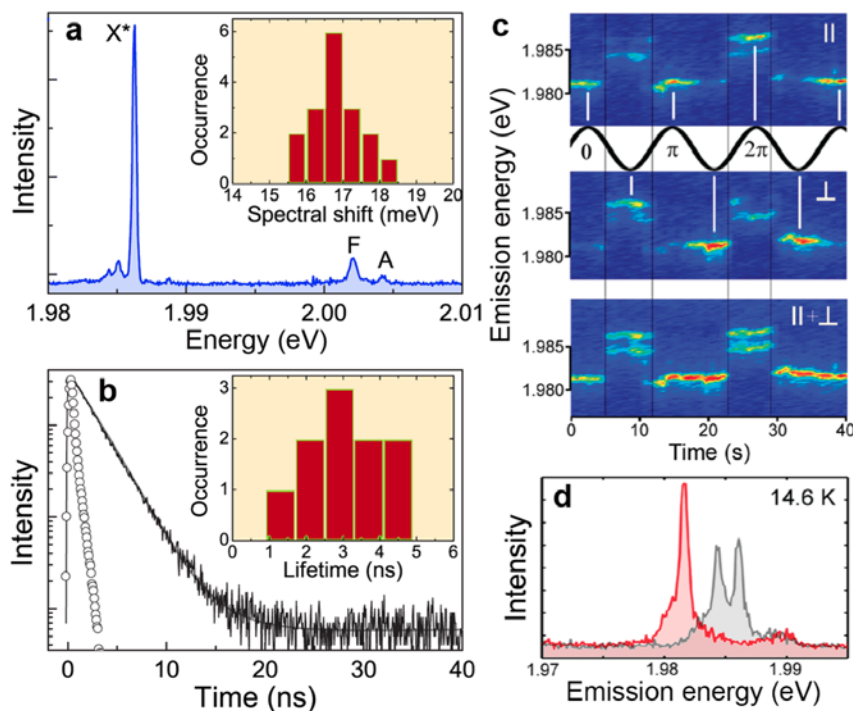 a
X*
Intensity
F
A
1.98
1.99
2.00
2.01
Energy (eV)
Occurrence
6
4
2
0
14
15
16
17
18
19
20
Spectral shift (meV)
b
Intensity
0
10
20
30
40
Time (ns)
Occurrence
3
2
1
0
0
1
2
3
4
5
6
Lifetime (ns)
c
Emission energy (eV)
1.985
1.980
||
0
π
2π
1.985
1.980
⊥
1.985
1.980
||+⊥
0
10
20
30
40
Time (s)
d
14.6 K
Intensity
1.97
1.98
1.99
Emission energy (eV)